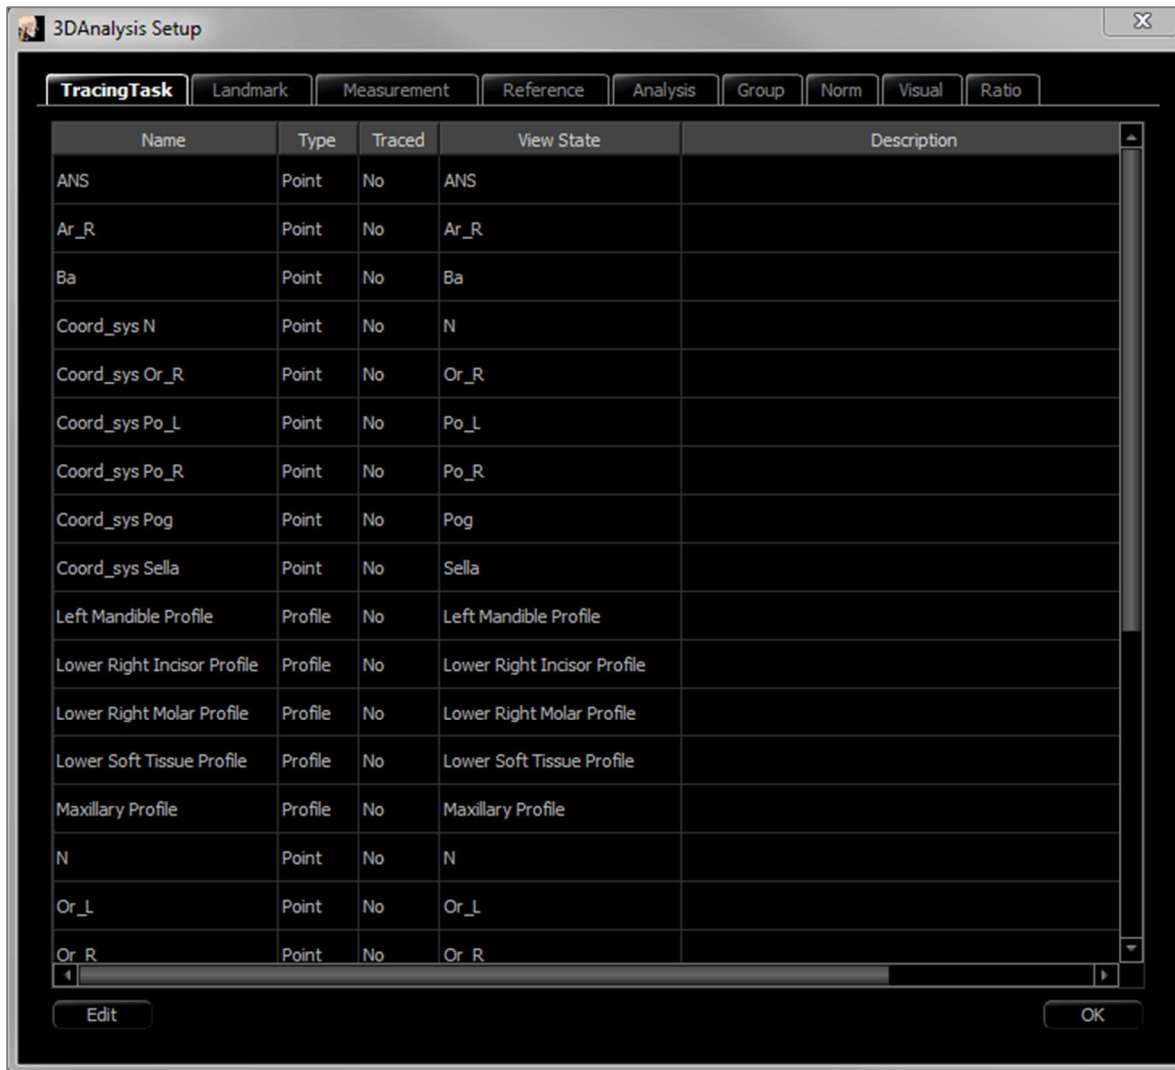 3DAnalysis Setup
TracingTask Landmark Measurement Reference Analysis Group Norm Visual Ratio
Name Type Traced View State Description
ANS Point No ANS
Ar_R Point No Ar_R
Ba Point No Ba
Coord_sys N Point No N
Coord_sys Or_R Point No Or_R
Coord_sys Po_L Point No Po_L
Coord_sys Po_R Point No Po_R
Coord_sys Pog Point No Pog
Coord_sys Sella Point No Sella
Left Mandible Profile Profile No Left Mandible Profile
Lower Right Incisor Profile Profile No Lower Right Incisor Profile
Lower Right Molar Profile Profile No Lower Right Molar Profile
Lower Soft Tissue Profile Profile No Lower Soft Tissue Profile
Maxillary Profile Profile No Maxillary Profile
N Point No N
Or_L Point No Or_L
Or_R Point No Or_R
Edit OK